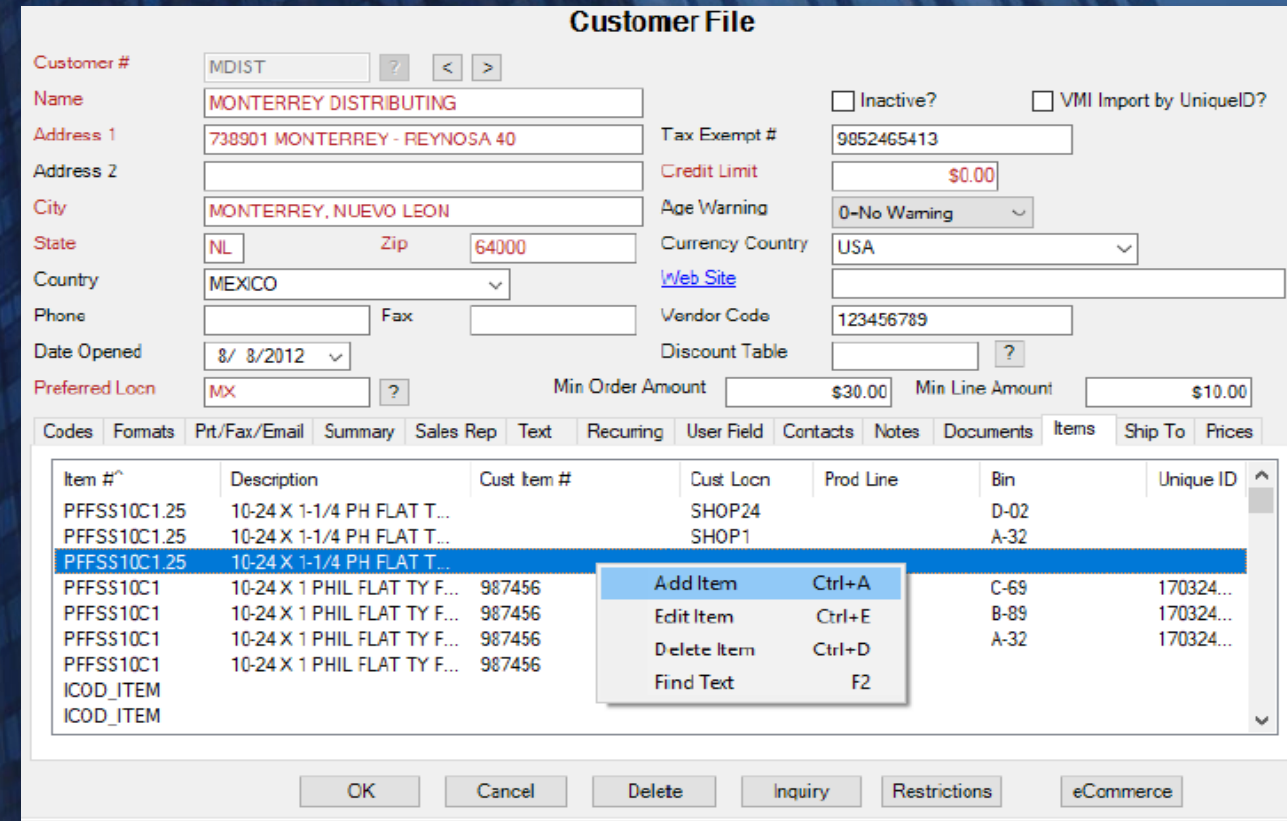 Customer File
Customer # MDIST ? < >
Name MONTERREY DISTRIBUTING Inactive? VMI Import by UniqueID?
Address 1 738901 MONTERREY - REYNOSA 40 Tax Exempt # 9852465413
Address 2 Credit Limit $0.00
City MONTERREY, NUEVO LEON Age Warning 0-No Warning
State NL Zip 64000 Currency Country USA
Country MEXICO Web Site
Phone Fax Vendor Code 123456789
Date Opened 8/ 8/2012 Discount Table ?
Preferred Locn MX ? Min Order Amount $30.00 Min Line Amount $10.00
Codes Formats Prt/Fax/Email Summary Sales Rep Text Recurring User Field Contacts Notes Documents Items Ship To Prices
Item #^ Description Cust Item # Cust Locn Prod Line Bin Unique ID
PFFSS10C1.25 10-24 X 1-1/4 PH FLAT T... SHOP24 D-02
PFFSS10C1.25 10-24 X 1-1/4 PH FLAT T... SHOP1 A-32
PFFSS10C1.25 10-24 X 1-1/4 PH FLAT T...
PFFSS10C1 10-24 X 1 PHIL FLAT TY F... 987456 Add Item Ctrl+A C-69 170324...
PFFSS10C1 10-24 X 1 PHIL FLAT TY F... 987456 Edit Item Ctrl+E B-89 170324...
PFFSS10C1 10-24 X 1 PHIL FLAT TY F... 987456 Delete Item Ctrl+D A-32 170324...
PFFSS10C1 10-24 X 1 PHIL FLAT TY F... 987456 Find Text F2
ICOD_ITEM
ICOD_ITEM
OK Cancel Delete Inquiry Restrictions eCommerce